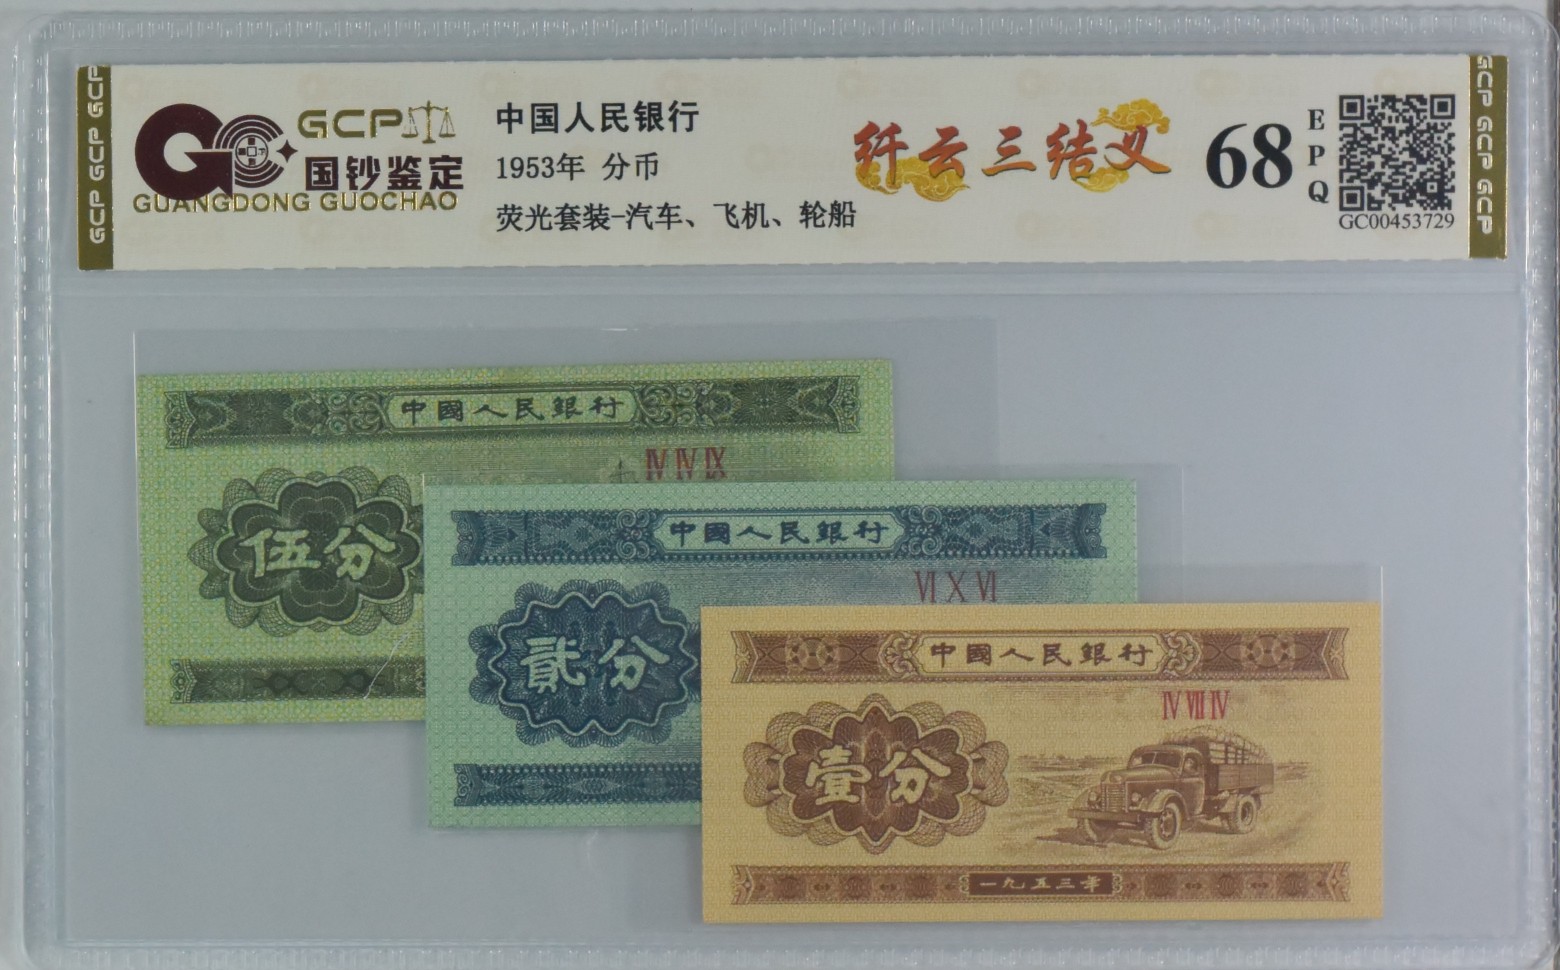 GCP GCP GCP
GCP
国钞鉴定
GUANGDONG GUOCHAO
中国人民银行
1953年 分币
荧光套装-汽车、飞机、轮船
纤云三结义
68
EPQ
GC00453729
GCP GCP GCP
中國人民銀行
IV IV IX
伍分
中國人民銀行
VI X VI
貳分
中國人民銀行
IV VII IV
壹分
一九五三年